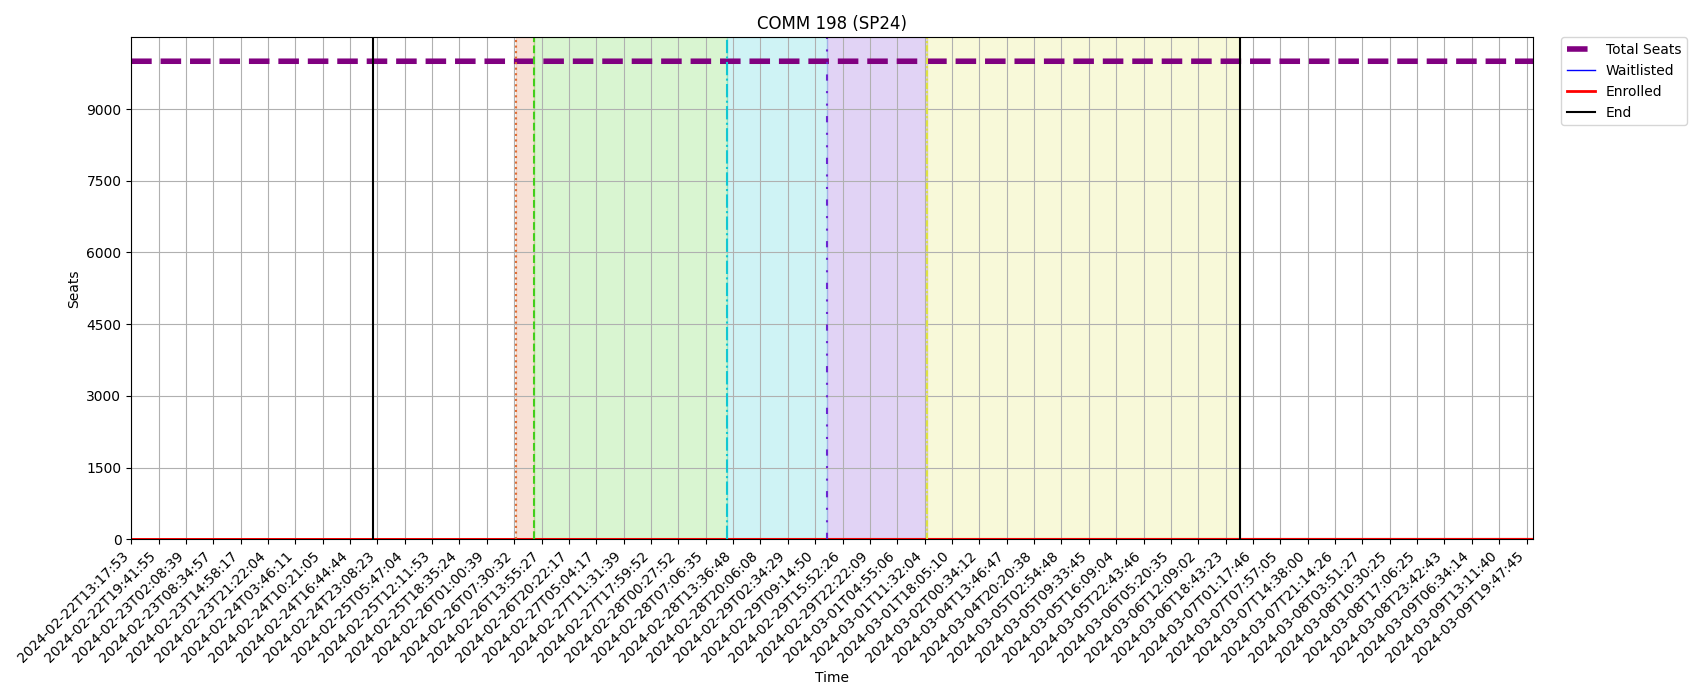 COMM 198 (SP24)
Total Seats
Waitlisted
Enrolled
End
Seats
9000
7500
6000
4500
3000
1500
0
2024-02-22T13:17:53
2024-02-22T19:41:55
2024-02-23T02:08:39
2024-02-23T08:34:57
2024-02-23T14:58:17
2024-02-23T21:22:04
2024-02-24T03:46:11
2024-02-24T10:21:05
2024-02-24T16:44:44
2024-02-24T23:08:23
2024-02-25T05:47:04
2024-02-25T12:11:53
2024-02-25T18:35:24
2024-02-26T01:00:39
2024-02-26T07:30:32
2024-02-26T13:55:27
2024-02-26T20:22:17
2024-02-27T05:04:17
2024-02-27T11:31:39
2024-02-27T17:59:52
2024-02-28T00:27:52
2024-02-28T07:06:35
2024-02-28T13:36:48
2024-02-28T20:06:08
2024-02-29T02:34:29
2024-02-29T09:14:50
2024-02-29T15:52:26
2024-02-29T22:22:09
2024-03-01T04:55:06
2024-03-01T11:32:04
2024-03-01T18:05:10
2024-03-02T00:34:12
2024-03-04T13:46:47
2024-03-04T20:20:38
2024-03-05T02:54:48
2024-03-05T09:33:45
2024-03-05T16:09:04
2024-03-05T22:43:46
2024-03-06T05:20:35
2024-03-06T12:09:02
2024-03-06T18:43:23
2024-03-07T01:17:46
2024-03-07T07:57:05
2024-03-07T14:38:00
2024-03-07T21:14:26
2024-03-08T03:51:27
2024-03-08T10:30:25
2024-03-08T17:06:25
2024-03-08T23:42:43
2024-03-09T06:34:14
2024-03-09T13:11:40
2024-03-09T19:47:45
Time